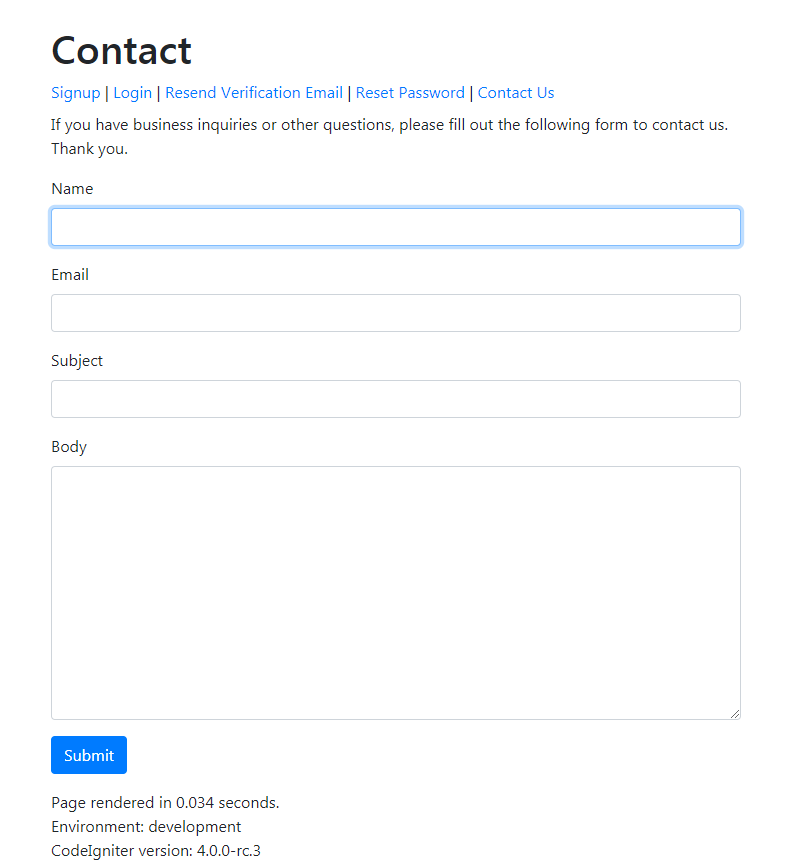 Contact
Signup | Login | Resend Verification Email | Reset Password | Contact Us
If you have business inquiries or other questions, please fill out the following form to contact us.
Thank you.
Name
Email
Subject
Body
Submit
Page rendered in 0.034 seconds.
Environment: development
CodeIgniter version: 4.0.0-rc.3